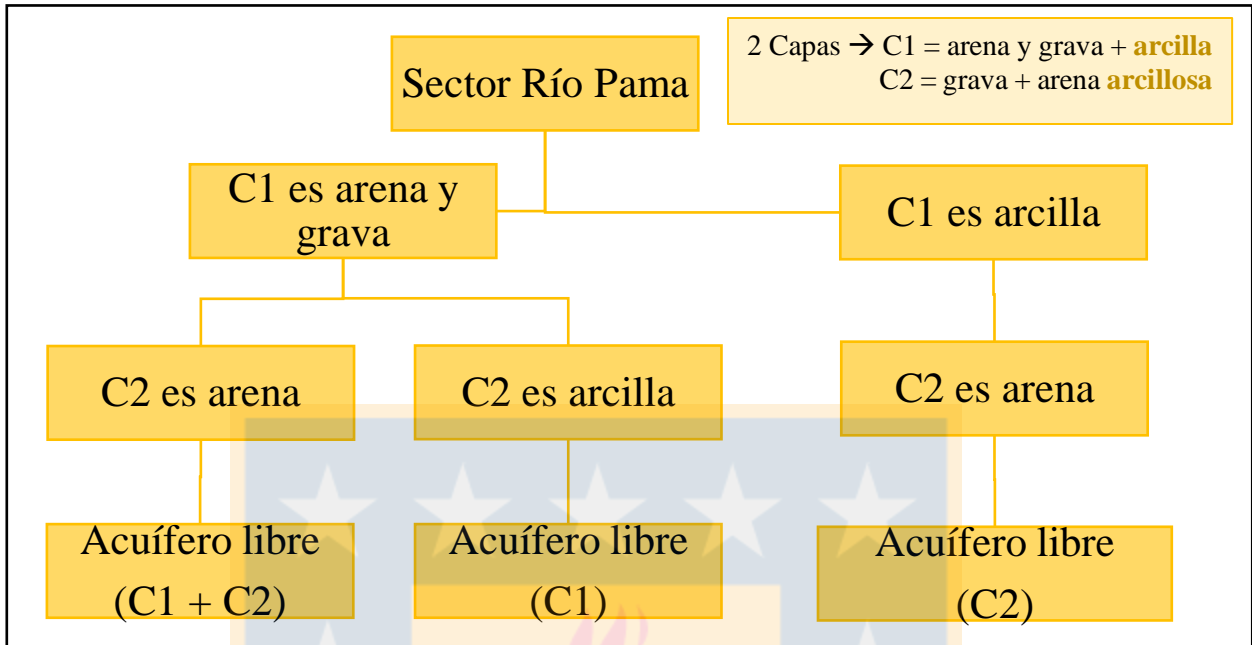 2 Capas → C1 = arena y grava + arcilla
C2 = grava + arena arcillosa
Sector Río Pama
C1 es arena y
grava
C1 es arcilla
C2 es arena
C2 es arcilla
C2 es arena
Acuífero libre
(C1 + C2)
Acuífero libre
(C1)
Acuífero libre
(C2)